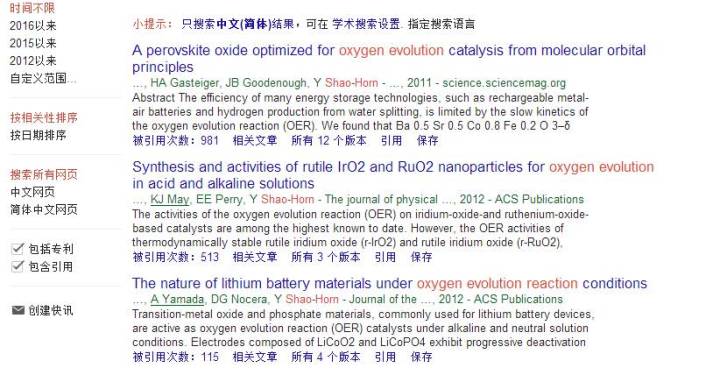 时间不限
2016以来
2015以来
2012以来
自定义范围...
按相关性排序
按日期排序
搜索所有网页
中文网页
简体中文网页
包括专利
包含引用
创建快讯
小提示： 只搜索中文(简体)结果，可在 学术搜索设置. 指定搜索语言
A perovskite oxide optimized for oxygen evolution catalysis from molecular orbital
principles
..., HA Gasteiger, JB Goodenough, Y Shao-Horn - ..., 2011 - science.sciencemag.org
Abstract The efficiency of many energy storage technologies, such as rechargeable metal-
air batteries and hydrogen production from water splitting, is limited by the slow kinetics of
the oxygen evolution reaction (OER). We found that Ba 0.5 Sr 0.5 Co 0.8 Fe 0.2 O 3–δ
被引用次数：981 相关文章 所有 12 个版本 引用 保存
Synthesis and activities of rutile IrO2 and RuO2 nanoparticles for oxygen evolution
in acid and alkaline solutions
..., KJ May, EE Perry, Y Shao-Horn - The journal of physical ..., 2012 - ACS Publications
The activities of the oxygen evolution reaction (OER) on iridium-oxide-and ruthenium-oxide-
based catalysts are among the highest known to date. However, the OER activities of
thermodynamically stable rutile iridium oxide (r-IrO2) and rutile iridium oxide (r-RuO2),
被引用次数：513 相关文章 所有 3 个版本 引用 保存
The nature of lithium battery materials under oxygen evolution reaction conditions
..., A Yamada, DG Nocera, Y Shao-Horn - Journal of the ..., 2012 - ACS Publications
Transition-metal oxide and phosphate materials, commonly used for lithium battery devices,
are active as oxygen evolution reaction (OER) catalysts under alkaline and neutral solution
conditions. Electrodes composed of LiCoO2 and LiCoPO4 exhibit progressive deactivation
被引用次数：115 相关文章 所有 4 个版本 引用 保存